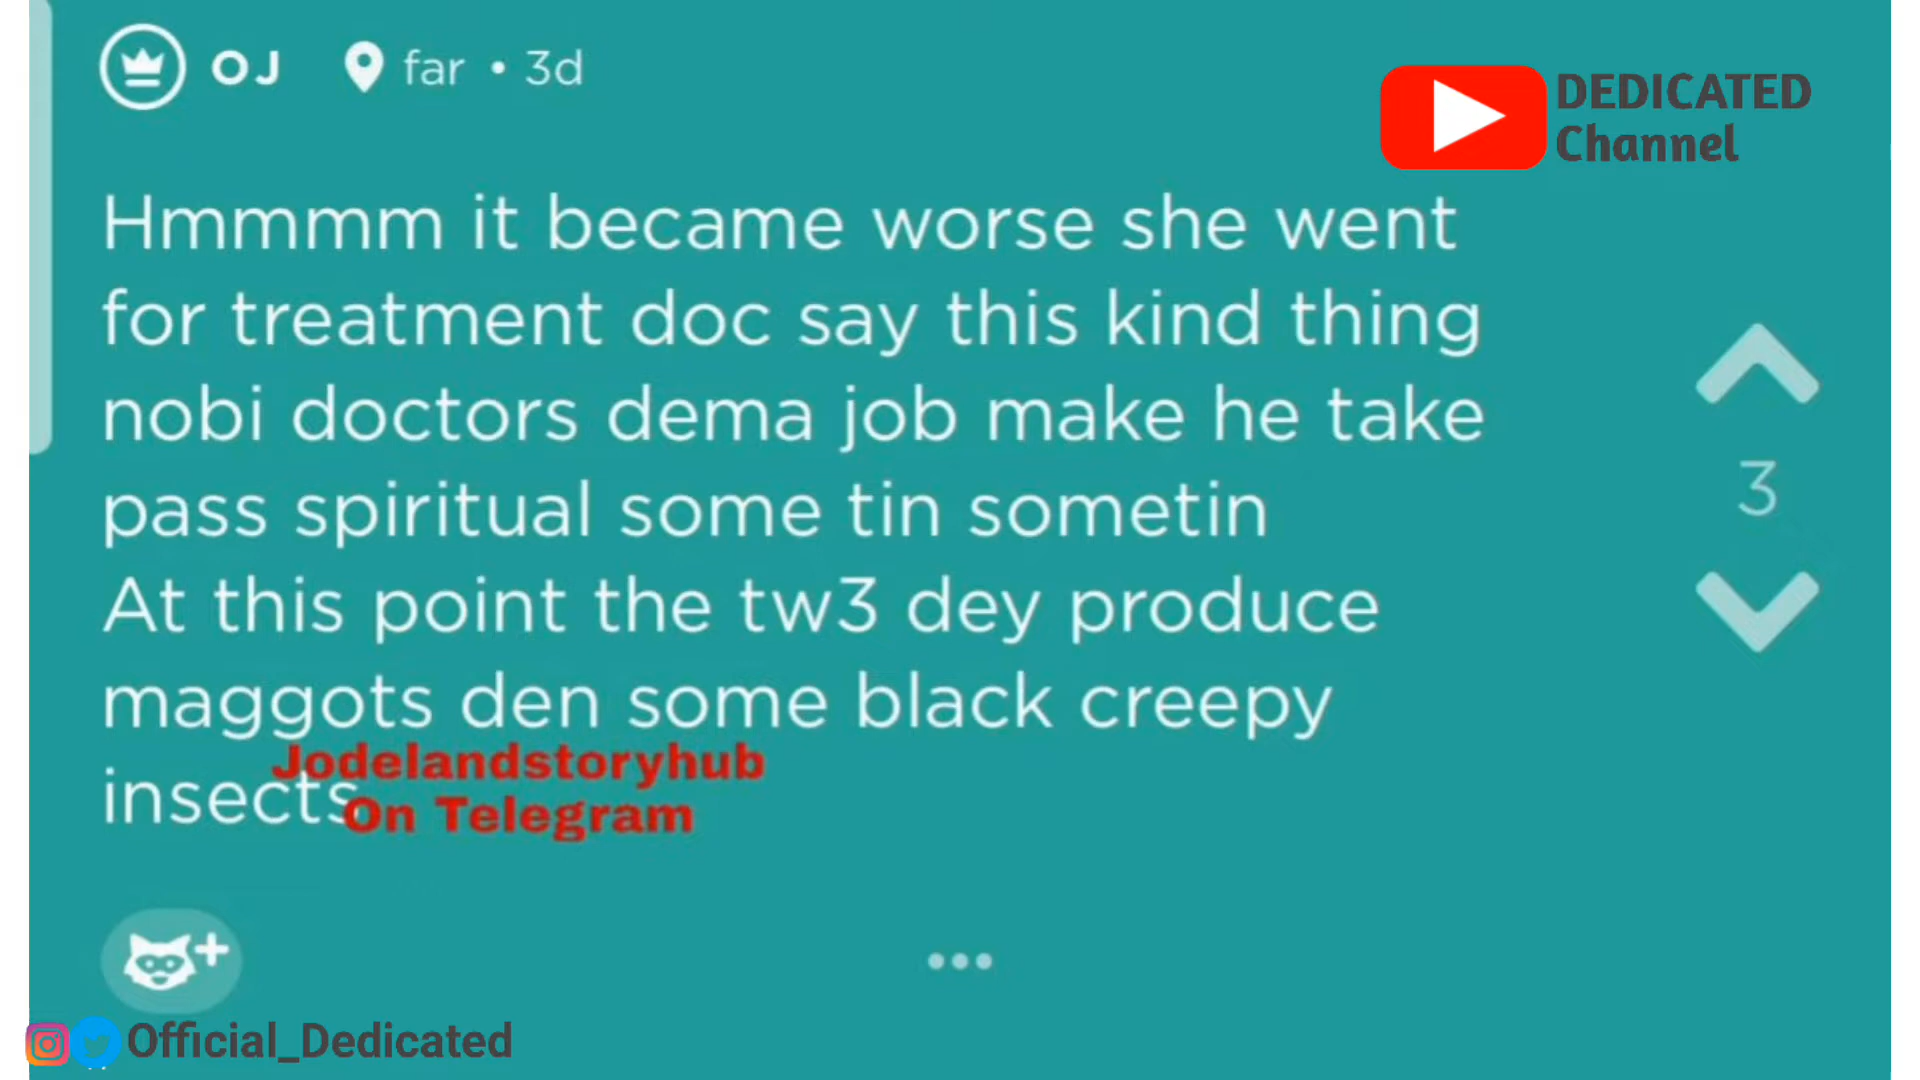 OJ far • 3d
DEDICATED
Channel
Hmmmm it became worse she went
for treatment doc say this kind thing
nobi doctors dema job make he take
pass spiritual some tin sometin
At this point the tw3 dey produce
maggots den some black creepy
insects
Jodelandstoryhub
On Telegram
3
Official_Dedicated